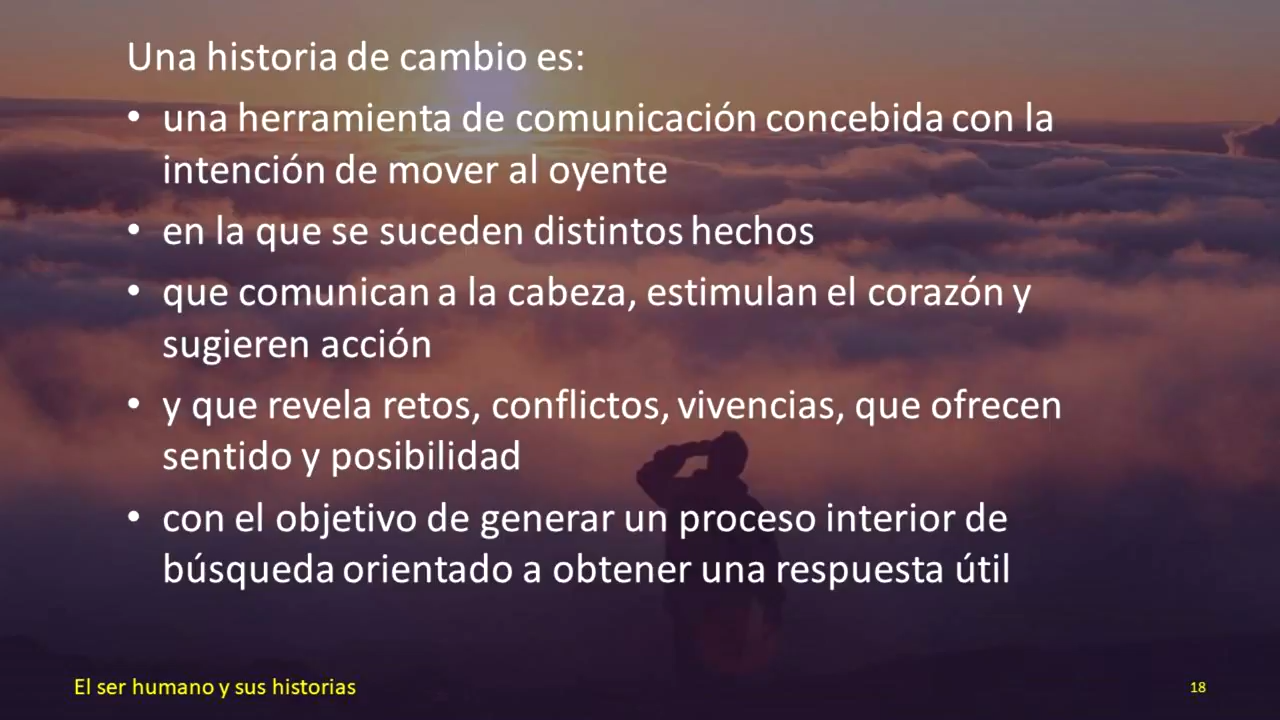 Una historia de cambio es:
• una herramienta de comunicación concebida con la
intención de mover al oyente
• en la que se suceden distintos hechos
• que comunican a la cabeza, estimulan el corazón y
sugieren acción
• y que revela retos, conflictos, vivencias, que ofrecen
sentido y posibilidad
• con el objetivo de generar un proceso interior de
búsqueda orientado a obtener una respuesta útil
El ser humano y sus historias
18